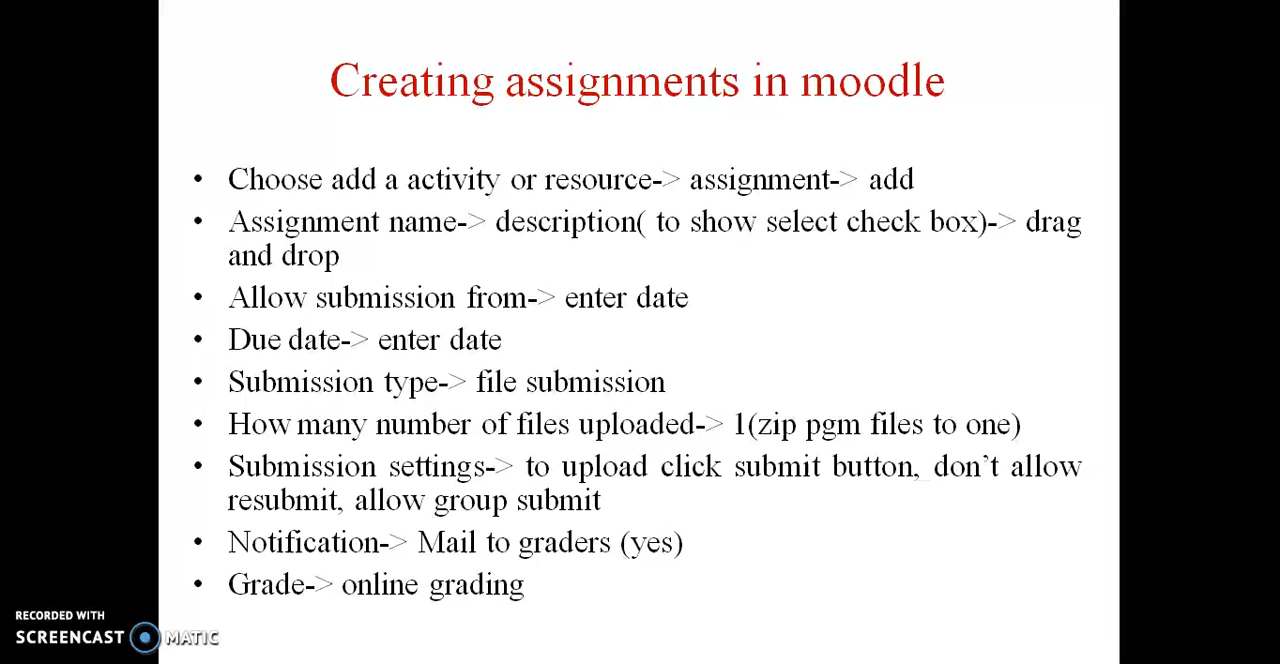 Creating assignments in moodle
• Choose add a activity or resource-> assignment-> add
• Assignment name-> description( to show select check box)-> drag
and drop
• Allow submission from-> enter date
• Due date-> enter date
• Submission type-> file submission
• How many number of files uploaded-> 1(zip pgm files to one)
• Submission settings-> to upload click submit button, don’t allow
resubmit, allow group submit
• Notification-> Mail to graders (yes)
• Grade-> online grading
RECORDED WITH
SCREENCAST MATIC